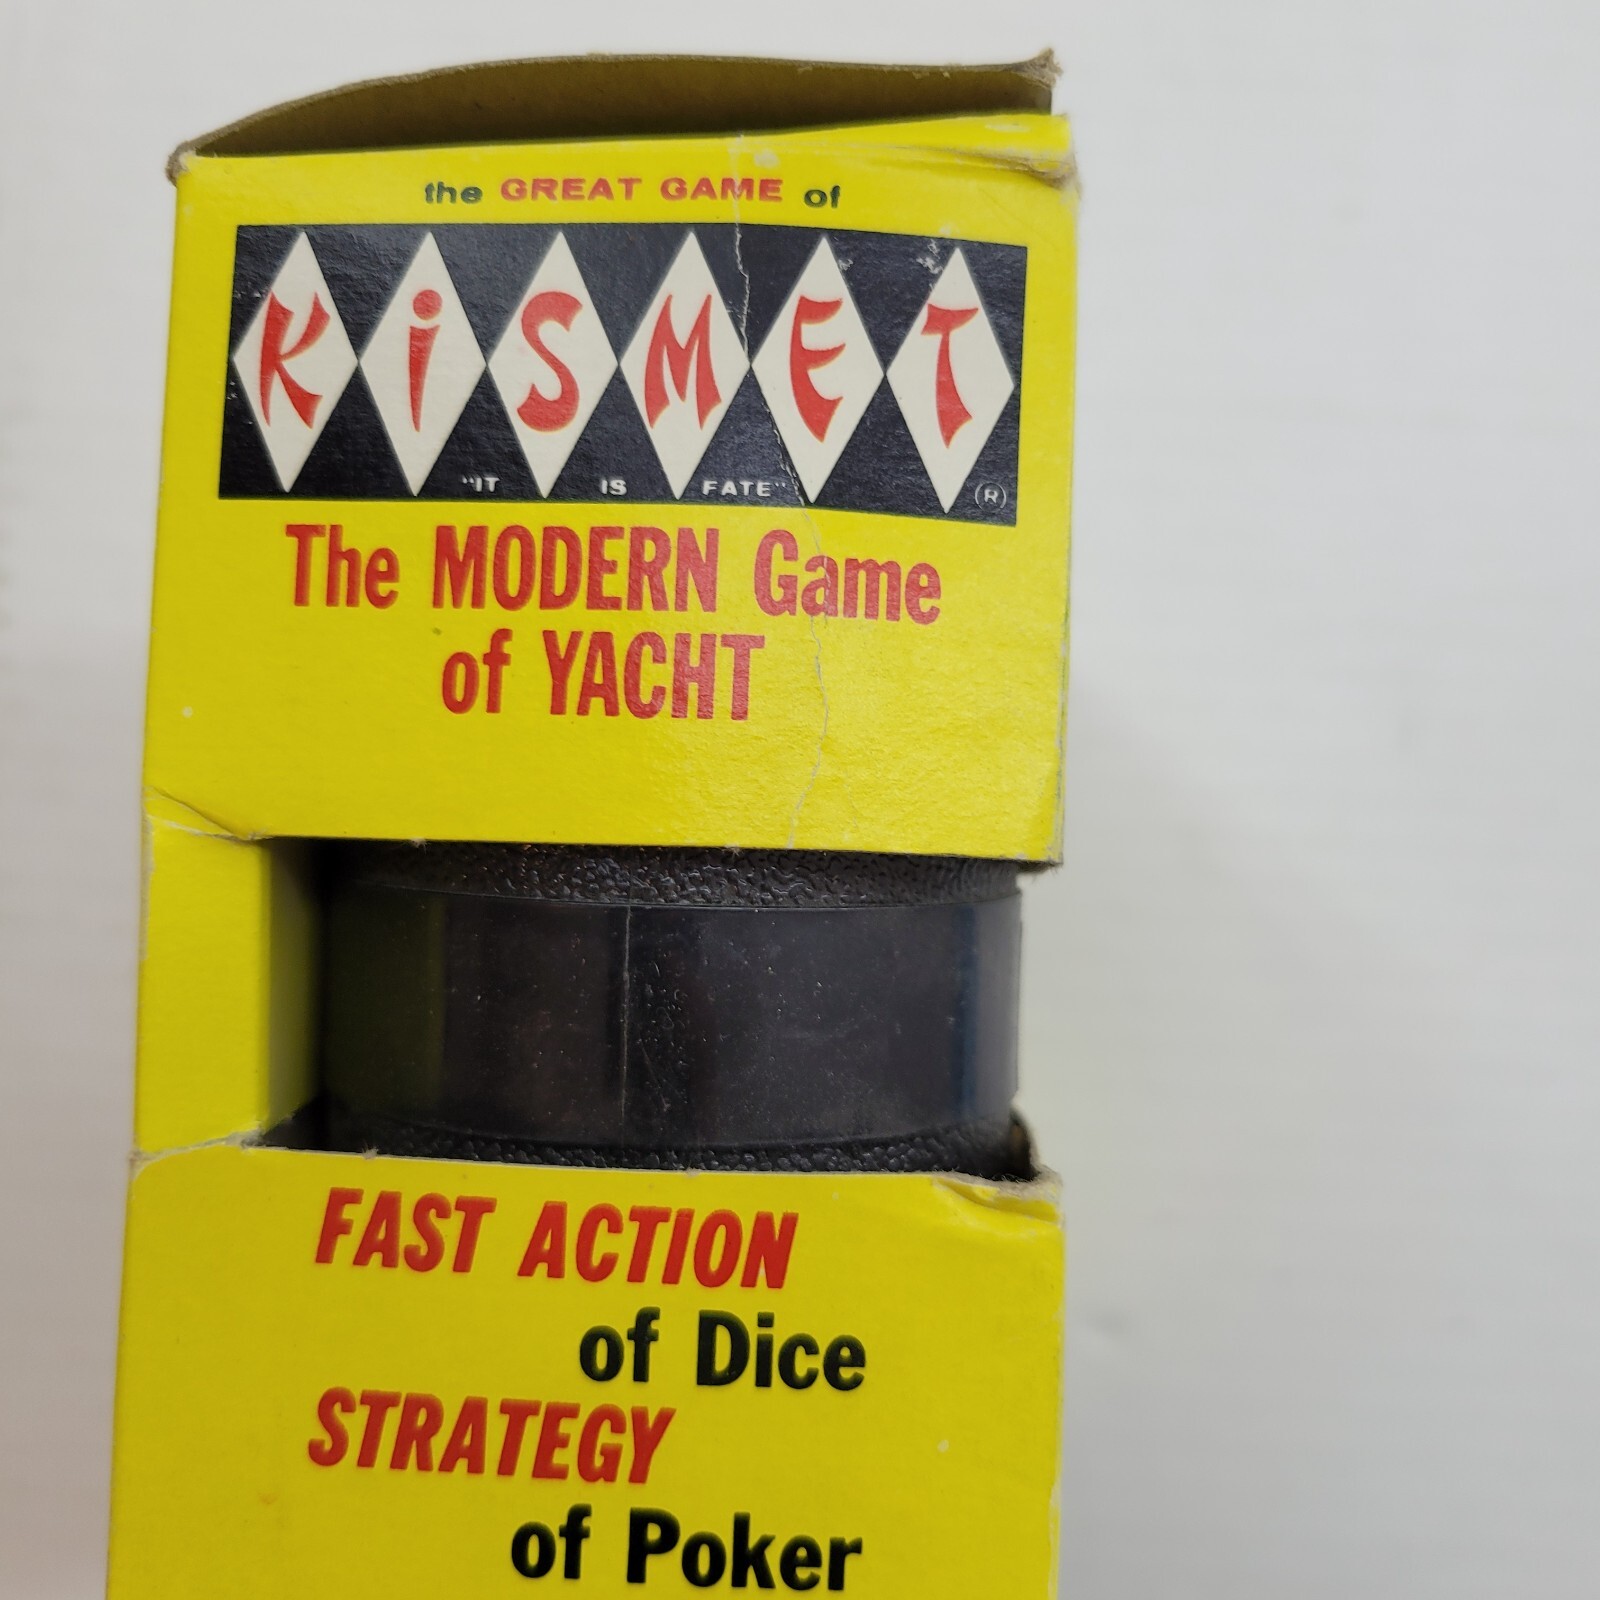 the GREAT GAME of
KiSMET
"IT IS FATE" ®
The MODERN Game
of YACHT
FAST ACTION
of Dice
STRATEGY
of Poker